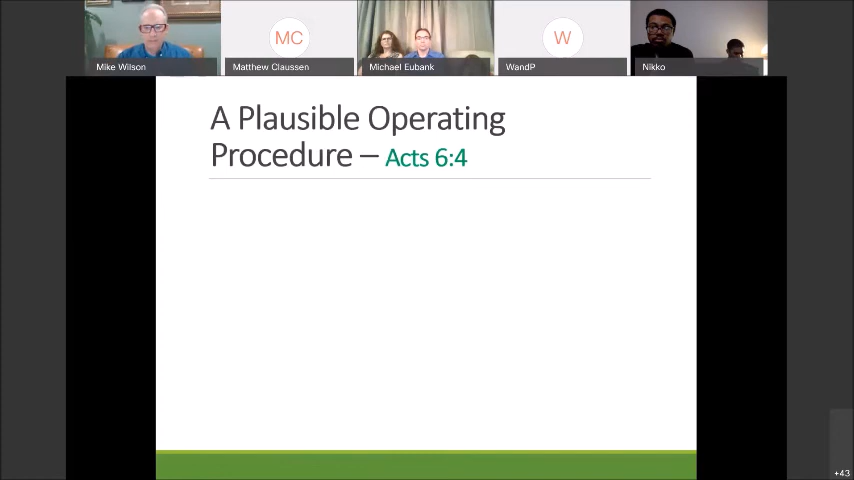 MC
W
Mike Wilson
Matthew Claussen
Michael Eubank
WandP
Nikko
A Plausible Operating
Procedure – Acts 6:4
+43